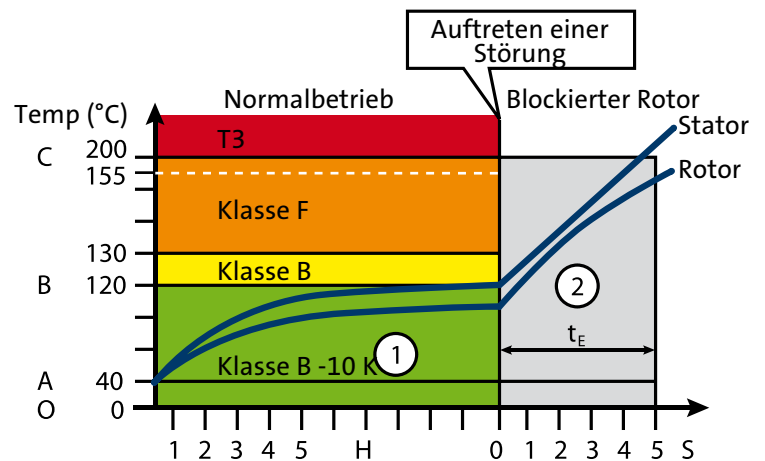 Auftreten einer
Störung
Normalbetrieb
Blockierter Rotor
Temp (°C)
Stator
T3
C 200
155
Rotor
Klasse F
130
Klasse B
B 120
2
tE
1
Klasse B -10 K
A 40
O 0
1 2 3 4 5 H 0 1 2 3 4 5 S